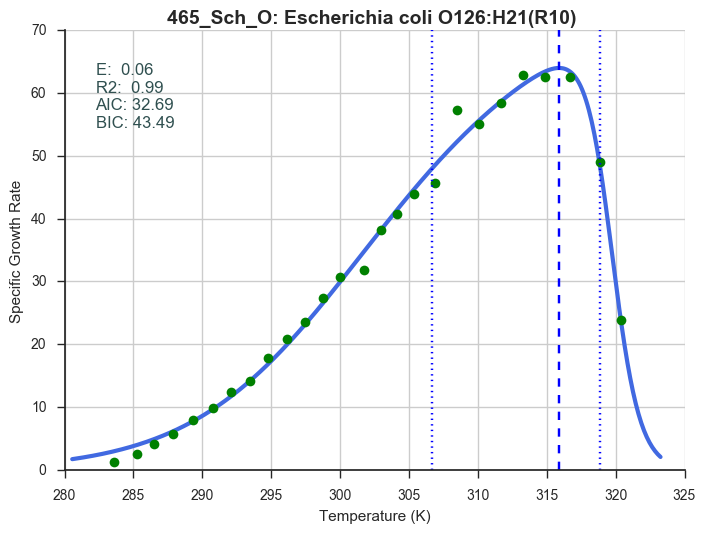 465_Sch_O: Escherichia coli O126:H21(R10)
70
60
50
40
30
20
10
0
E: 0.06
R2: 0.99
AIC: 32.69
BIC: 43.49
Specific Growth Rate
280 285 290 295 300 305 310 315 320 325
Temperature (K)